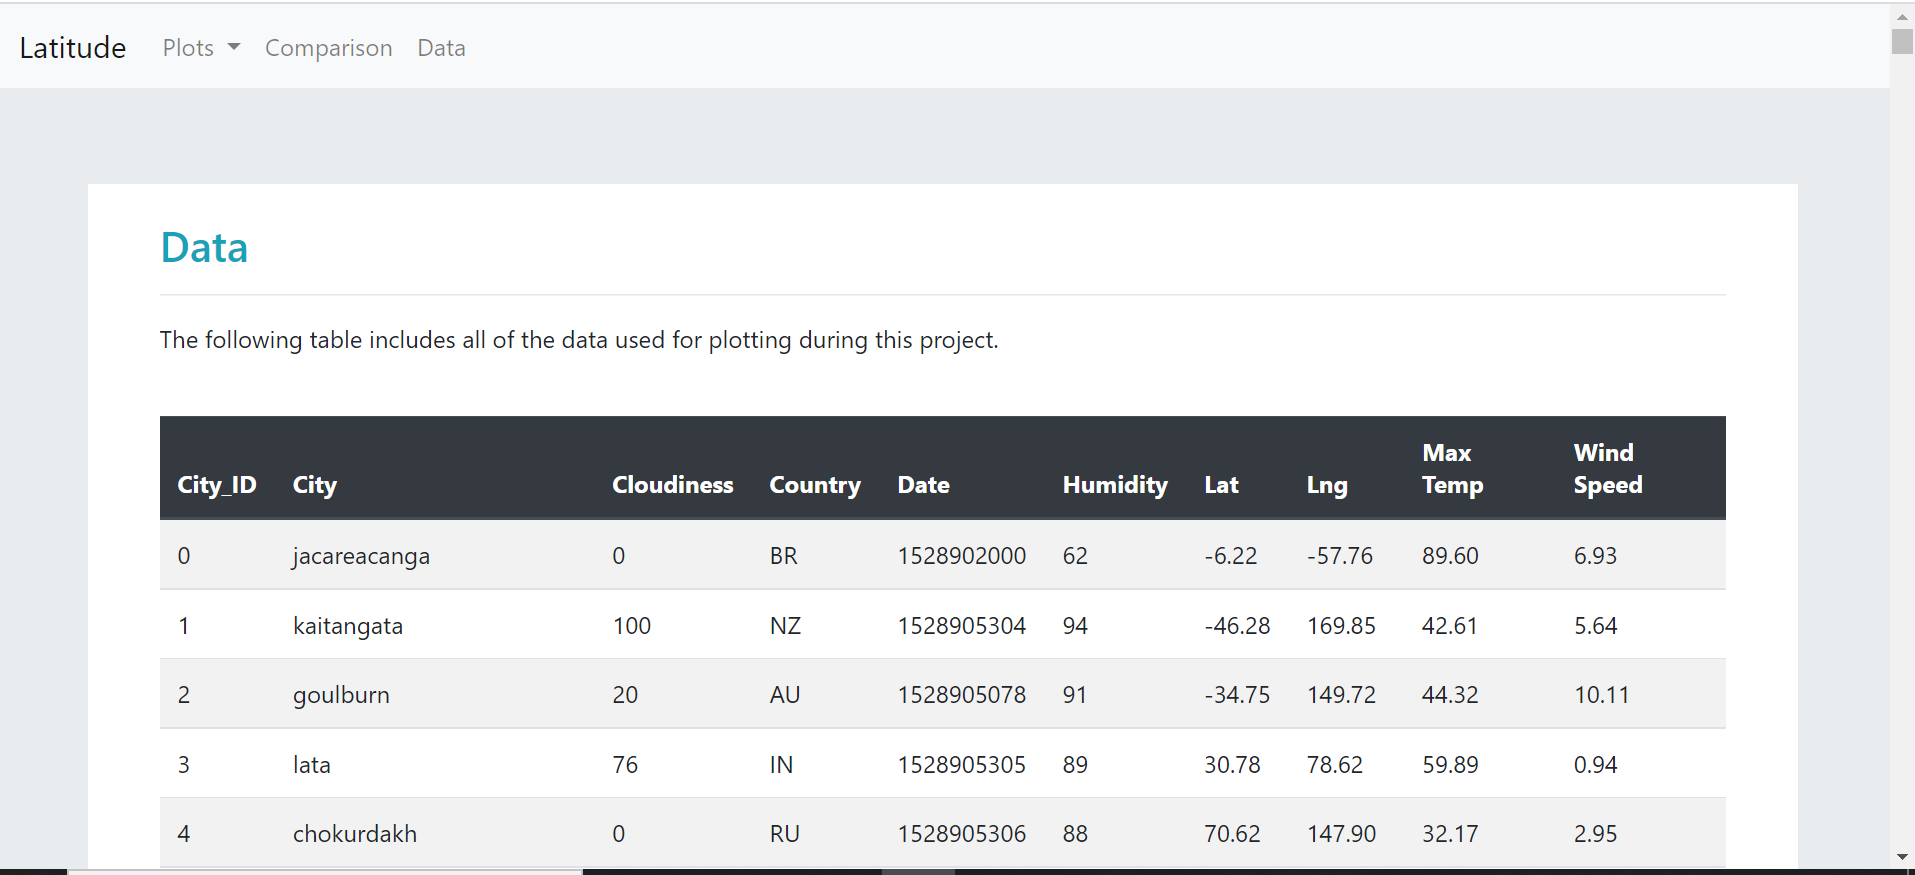 Latitude Plots Comparison Data
Data
The following table includes all of the data used for plotting during this project.
City_ID City Cloudiness Country Date Humidity Lat Lng Max Temp Wind Speed
0 jacareacanga 0 BR 1528902000 62 -6.22 -57.76 89.60 6.93
1 kaitangata 100 NZ 1528905304 94 -46.28 169.85 42.61 5.64
2 goulburn 20 AU 1528905078 91 -34.75 149.72 44.32 10.11
3 lata 76 IN 1528905305 89 30.78 78.62 59.89 0.94
4 chokurdakh 0 RU 1528905306 88 70.62 147.90 32.17 2.95